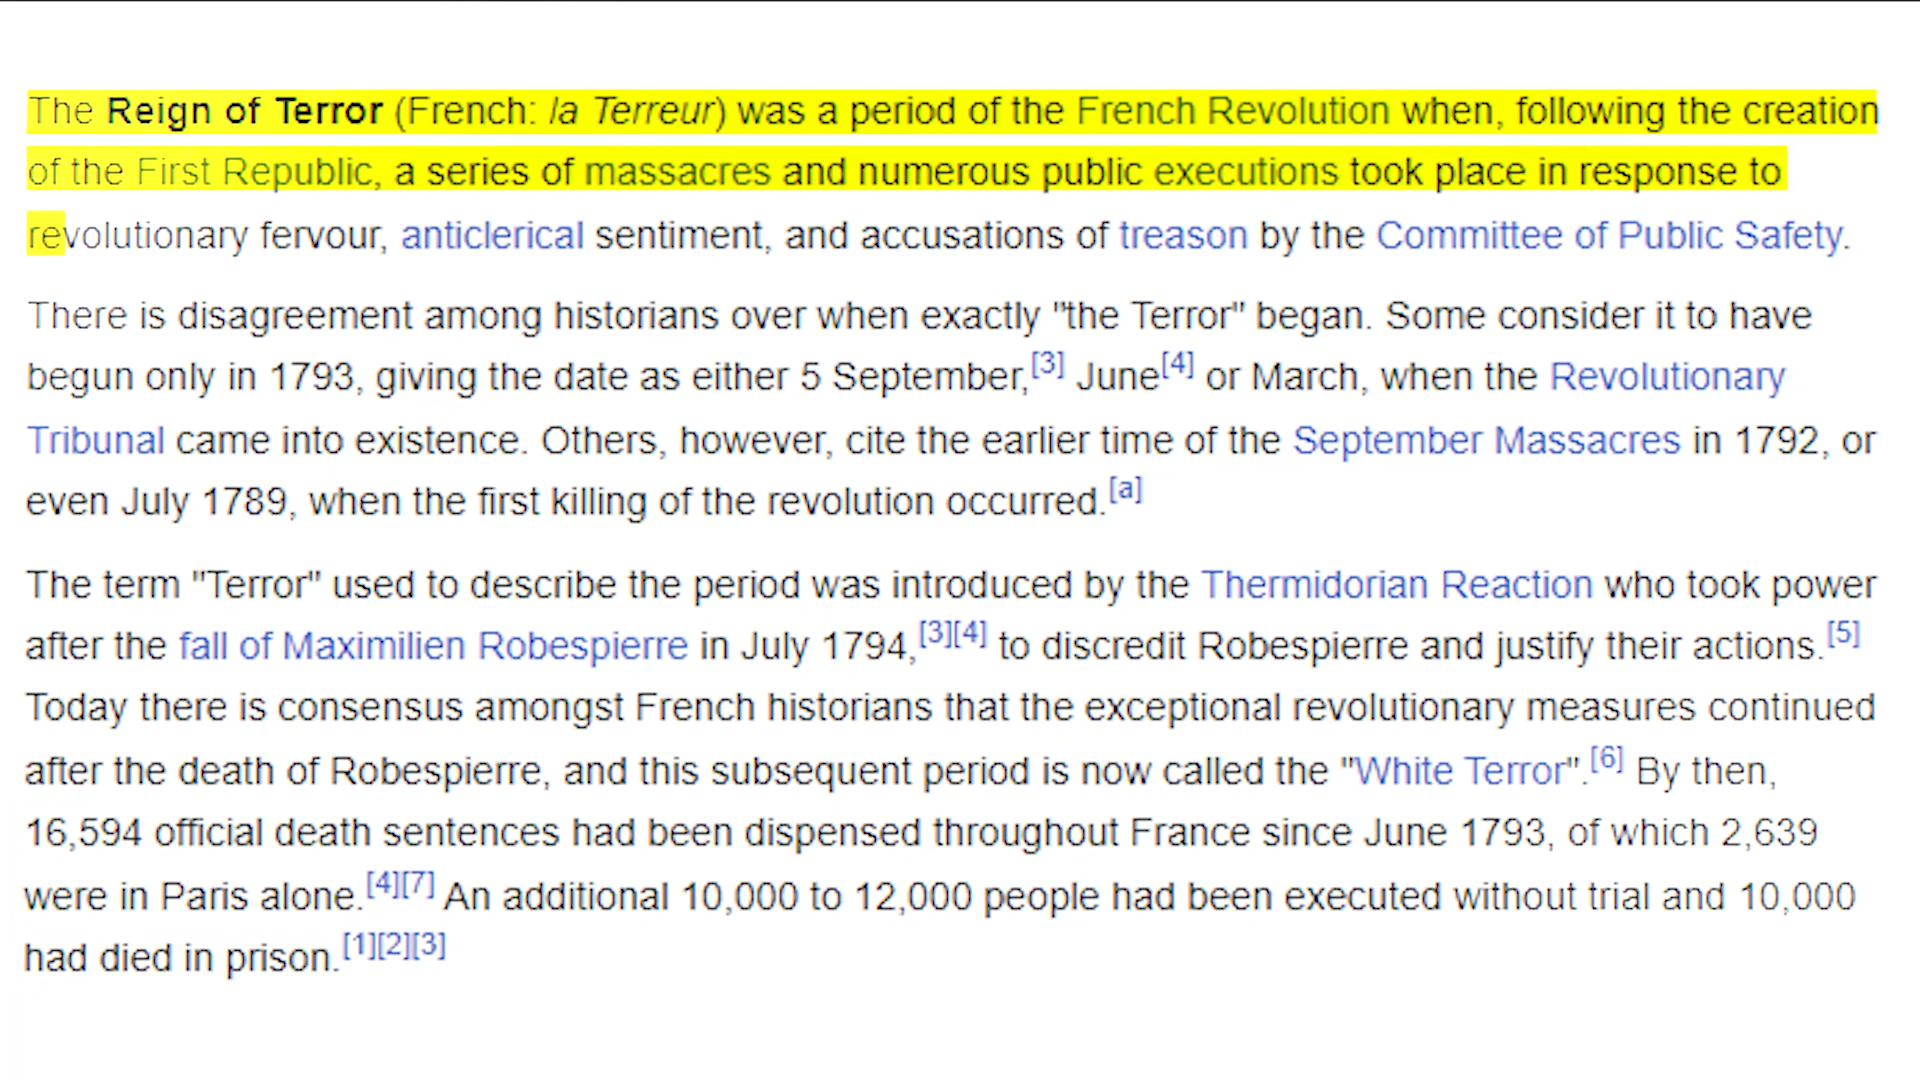 The Reign of Terror (French: la Terreur) was a period of the French Revolution when, following the creation
of the First Republic, a series of massacres and numerous public executions took place in response to
revolutionary fervour, anticlerical sentiment, and accusations of treason by the Committee of Public Safety.
There is disagreement among historians over when exactly "the Terror" began. Some consider it to have
begun only in 1793, giving the date as either 5 September,[3] June[4] or March, when the Revolutionary
Tribunal came into existence. Others, however, cite the earlier time of the September Massacres in 1792, or
even July 1789, when the first killing of the revolution occurred.[a]
The term "Terror" used to describe the period was introduced by the Thermidorian Reaction who took power
after the fall of Maximilien Robespierre in July 1794,[3][4] to discredit Robespierre and justify their actions.[5]
Today there is consensus amongst French historians that the exceptional revolutionary measures continued
after the death of Robespierre, and this subsequent period is now called the "White Terror".[6] By then,
16,594 official death sentences had been dispensed throughout France since June 1793, of which 2,639
were in Paris alone.[4][7] An additional 10,000 to 12,000 people had been executed without trial and 10,000
had died in prison.[1][2][3]